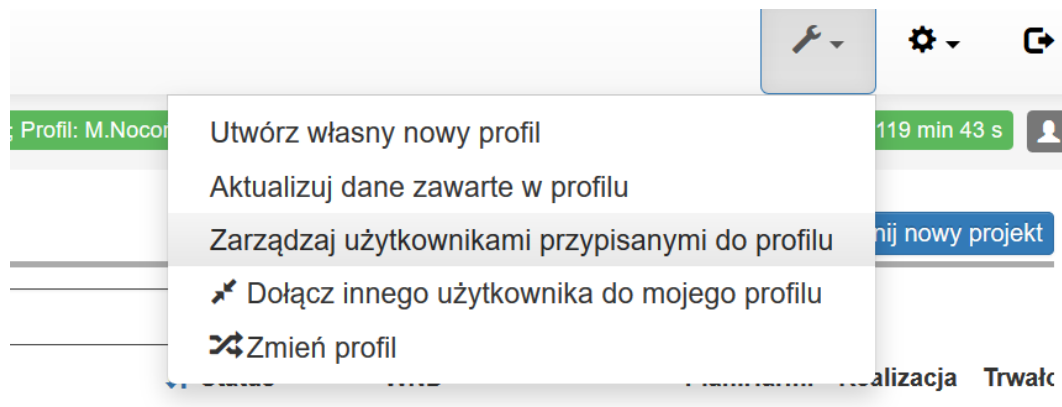 ; Profil: M.Nocor
119 min 43 s
Utwórz własny nowy profil
Aktualizuj dane zawarte w profilu
Zarządzaj użytkownikami przypisanymi do profilu
nij nowy projekt
Dołącz innego użytkownika do mojego profilu
Zmień profil
alizacja Trwałc